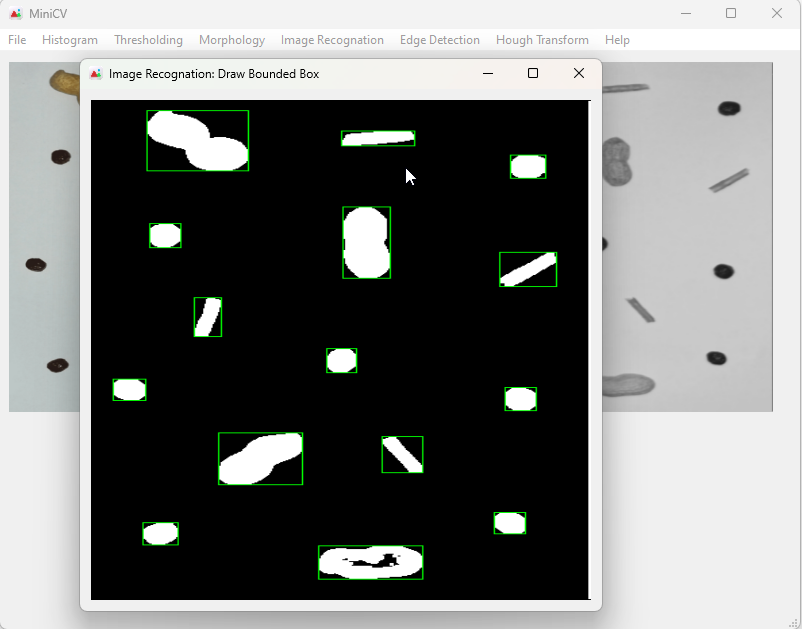 MiniCV
File Histogram Thresholding Morphology Image Recognation Edge Detection Hough Transform Help
Image Recognation: Draw Bounded Box